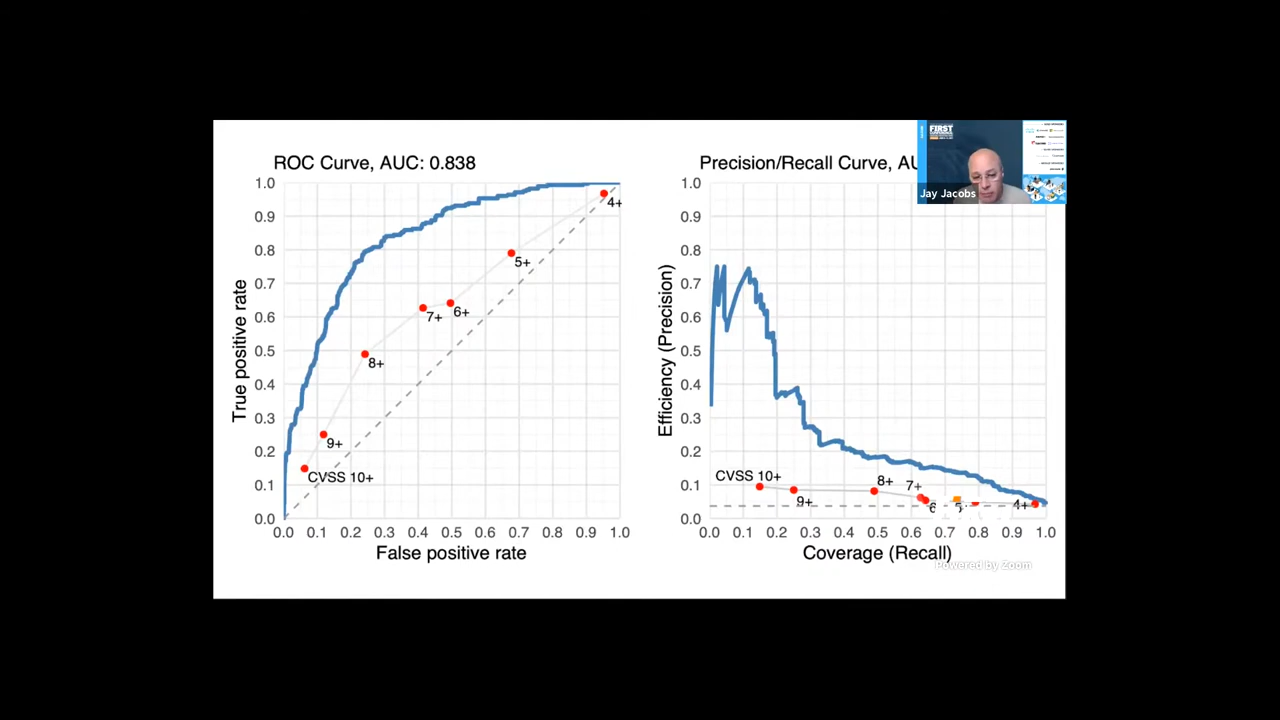 ROC Curve, AUC: 0.838
1.0
0.9
0.8
0.7
0.6
0.5
0.4
0.3
0.2
0.1
0.0
True positive rate
4+
5+
6+
7+
8+
9+
CVSS 10+
0.0 0.1 0.2 0.3 0.4 0.5 0.6 0.7 0.8 0.9 1.0
False positive rate
Precision/Recall Curve, AU
1.0
0.9
0.8
0.7
0.6
0.5
0.4
0.3
0.2
0.1
0.0
Efficiency (Precision)
CVSS 10+
9+
8+
7+
6
4+
0.0 0.1 0.2 0.3 0.4 0.5 0.6 0.7 0.8 0.9 1.0
Coverage (Recall)
FIRST
Jay Jacobs
Powered by Zoom